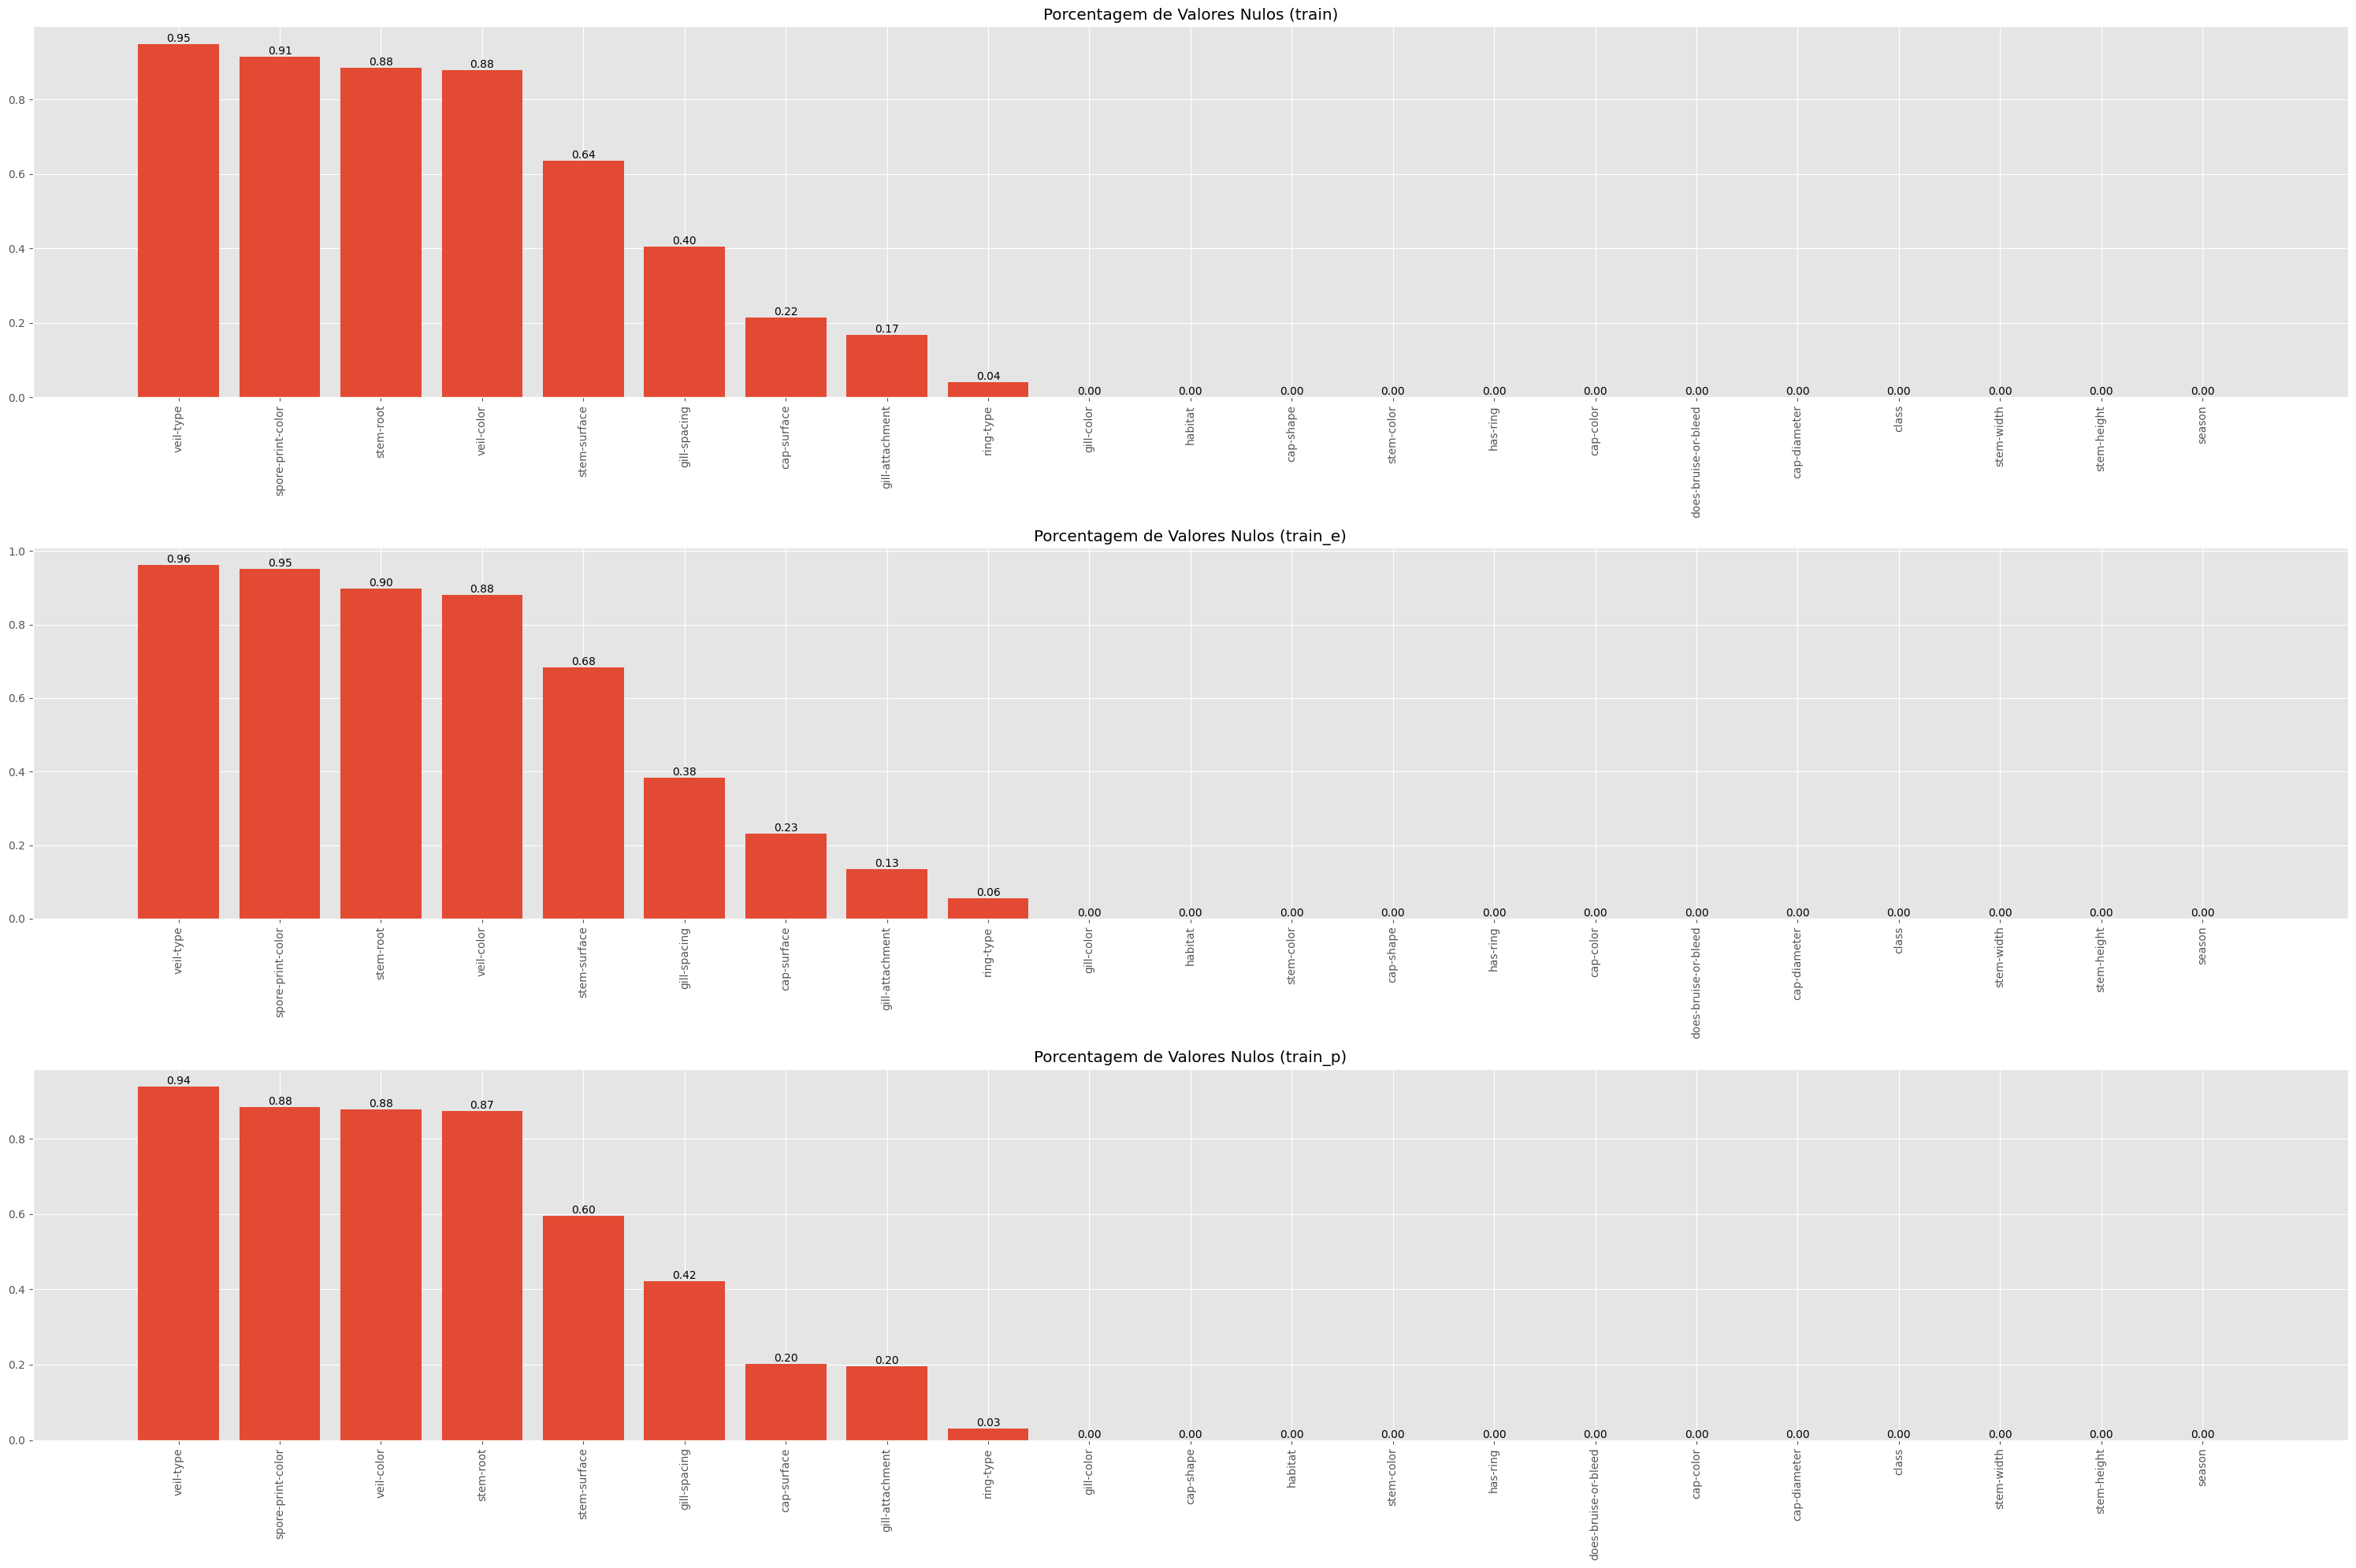 Porcentagem de Valores Nulos (train)
0.95 0.91 0.88 0.88 0.64 0.40 0.22 0.17 0.04 0.00 0.00 0.00 0.00 0.00 0.00 0.00 0.00 0.00 0.00 0.00 0.00
0.8
0.6
0.4
0.2
0.0
veil-type
spore-print-color
stem-root
veil-color
stem-surface
gill-spacing
cap-surface
gill-attachment
ring-type
gill-color
habitat
cap-shape
stem-color
has-ring
cap-color
does-bruise-or-bleed
cap-diameter
class
stem-width
stem-height
season
Porcentagem de Valores Nulos (train_e)
0.96 0.95 0.90 0.88 0.68 0.38 0.23 0.13 0.06 0.00 0.00 0.00 0.00 0.00 0.00 0.00 0.00 0.00 0.00 0.00 0.00
1.0
0.8
0.6
0.4
0.2
0.0
veil-type
spore-print-color
stem-root
veil-color
stem-surface
gill-spacing
cap-surface
gill-attachment
ring-type
gill-color
habitat
stem-color
cap-shape
has-ring
cap-color
does-bruise-or-bleed
cap-diameter
class
stem-width
stem-height
season
Porcentagem de Valores Nulos (train_p)
0.94 0.88 0.88 0.87 0.60 0.42 0.20 0.20 0.03 0.00 0.00 0.00 0.00 0.00 0.00 0.00 0.00 0.00 0.00 0.00 0.00
0.8
0.6
0.4
0.2
0.0
veil-type
spore-print-color
veil-color
stem-root
stem-surface
gill-spacing
cap-surface
gill-attachment
ring-type
gill-color
cap-shape
habitat
stem-color
has-ring
does-bruise-or-bleed
cap-color
cap-diameter
class
stem-width
stem-height
season